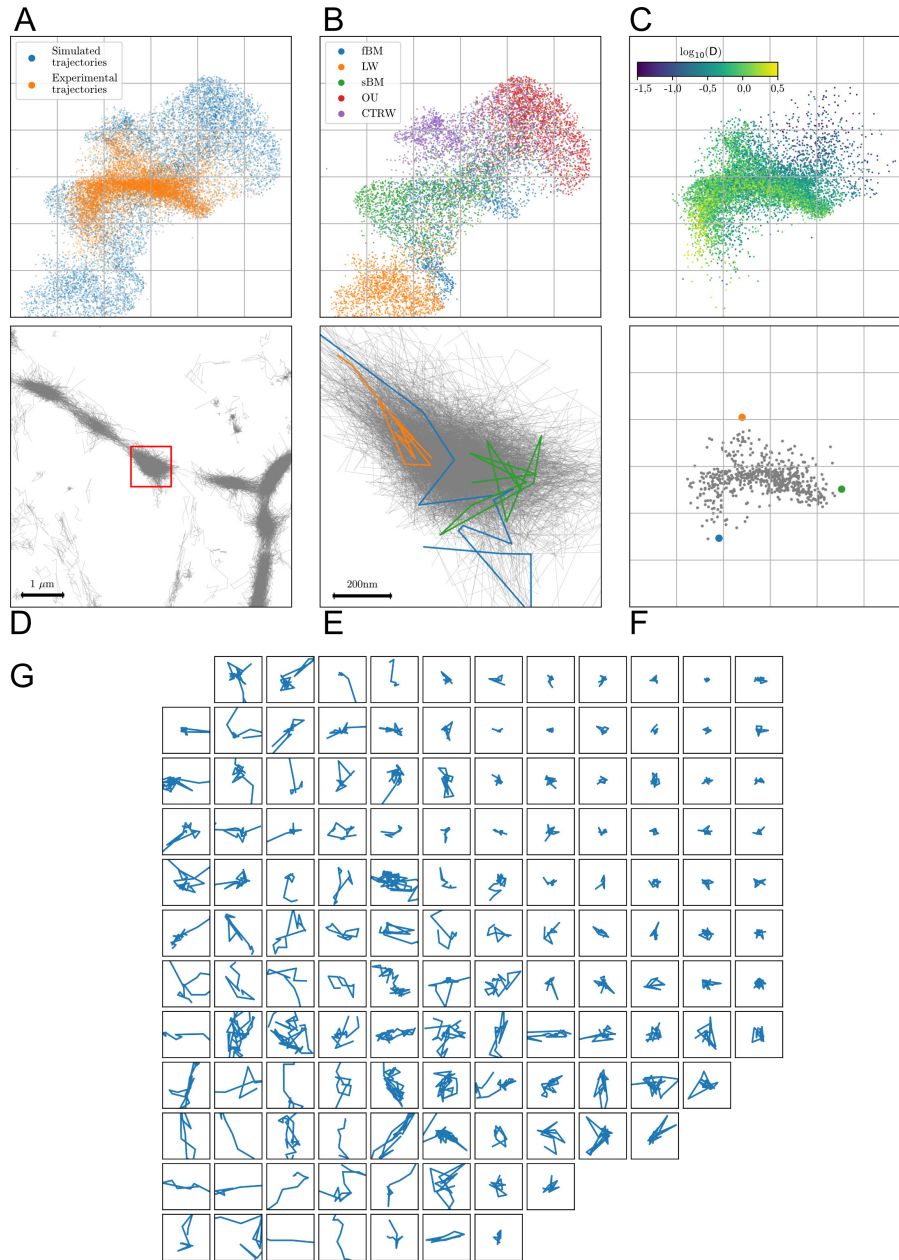 A
B
C
Simulated
trajectories
Experimental
trajectories
fBM
LW
sBM
OU
CTRW
log₁₀(D)
-1,5
-1,0
-0,5
0,0
0,5
1 μm
200nm
D
E
F
G